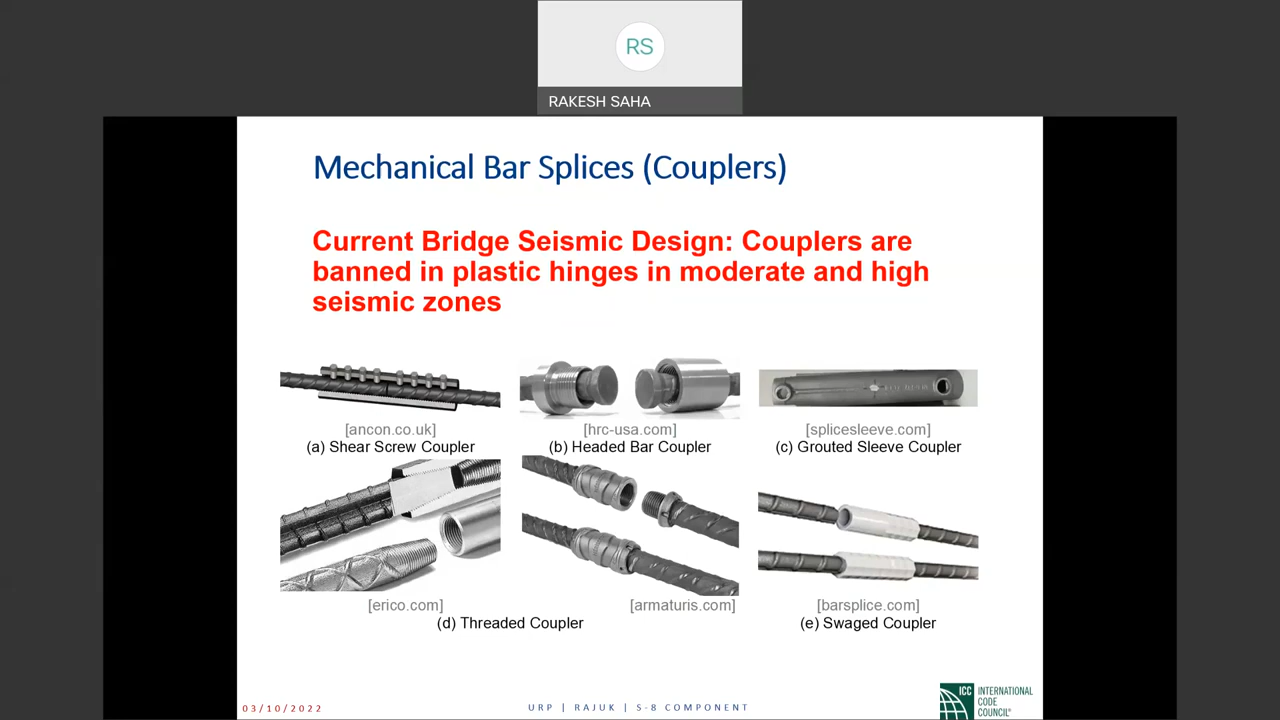 RS
RAKESH SAHA
Mechanical Bar Splices (Couplers)
Current Bridge Seismic Design: Couplers are
banned in plastic hinges in moderate and high
seismic zones
[ancon.co.uk]
(a) Shear Screw Coupler
[hrc-usa.com]
(b) Headed Bar Coupler
[splicesleeve.com]
(c) Grouted Sleeve Coupler
[erico.com]
[armaturis.com]
(d) Threaded Coupler
[barsplice.com]
(e) Swaged Coupler
03/10/2022
URP | RAJUK | S-8 COMPONENT
ICC
INTERNATIONAL
CODE
COUNCIL®